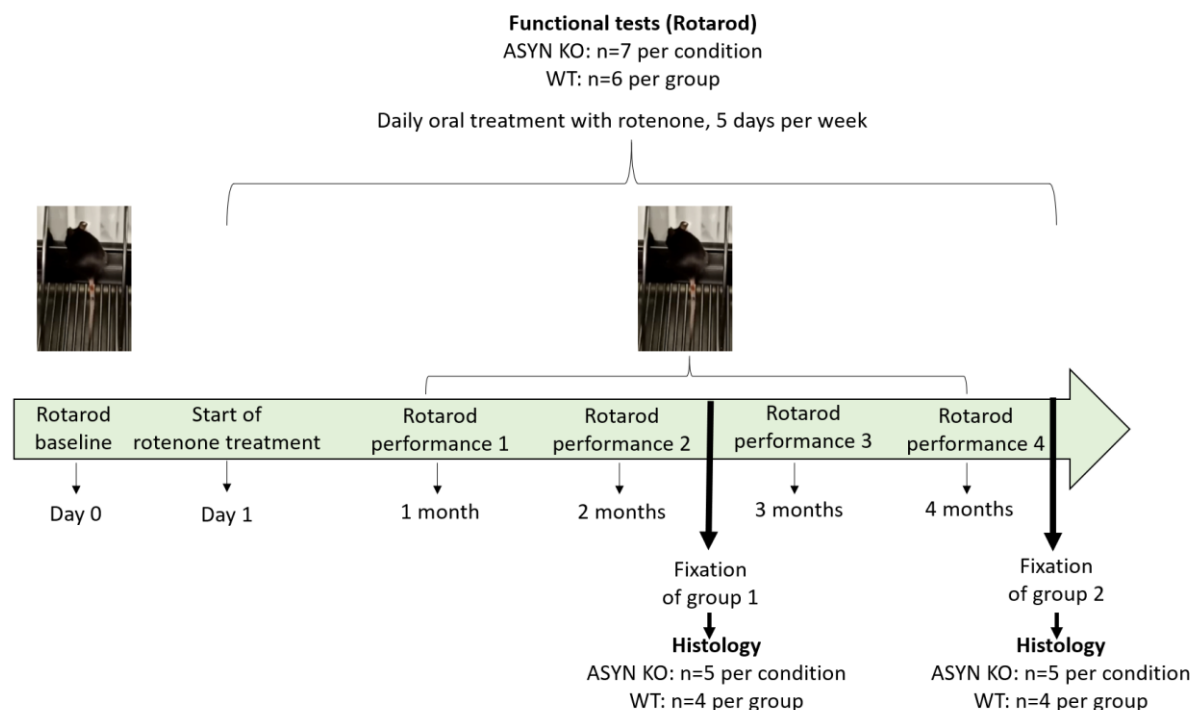 Functional tests (Rotarod)
ASYN KO: n=7 per condition
WT: n=6 per group
Daily oral treatment with rotenone, 5 days per week
Rotarod
baseline
Start of
rotenone treatment
Rotarod
performance 1
Rotarod
performance 2
Rotarod
performance 3
Rotarod
performance 4
Day 0
Day 1
1 month
2 months
3 months
4 months
Fixation
of group 1
Fixation
of group 2
Histology
ASYN KO: n=5 per condition
WT: n=4 per group
Histology
ASYN KO: n=5 per condition
WT: n=4 per group